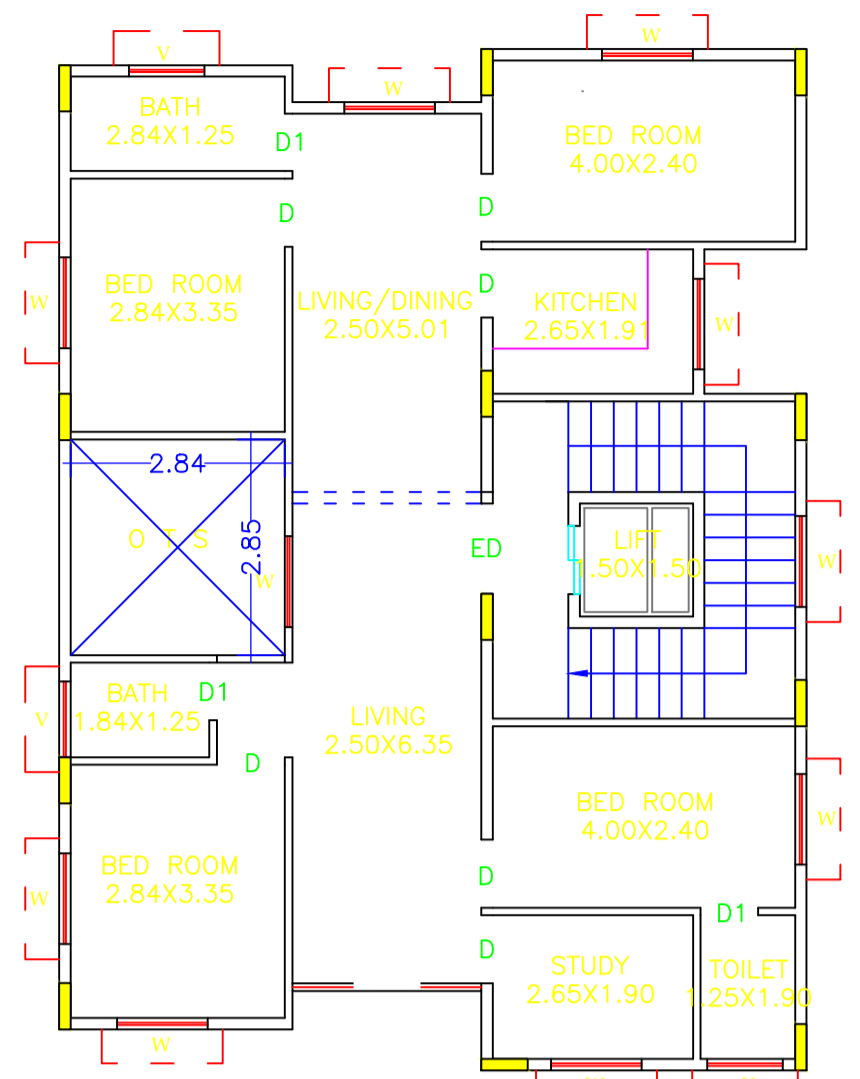 V
W
W
BATH
2.84X1.25
D1
BED ROOM
4.00X2.40
D
D
BED ROOM
2.84X3.35
W
LIVING/DINING
2.50X5.01
D
KITCHEN
2.65X1.91
W
2.84
O T S
2.85
W
ED
LIFT
1.50X1.50
W
BATH
1.84X1.25
D1
V
LIVING
2.50X6.35
D
BED ROOM
4.00X2.40
W
BED ROOM
2.84X3.35
W
D
D1
D
STUDY
2.65X1.90
TOILET
1.25X1.90
W